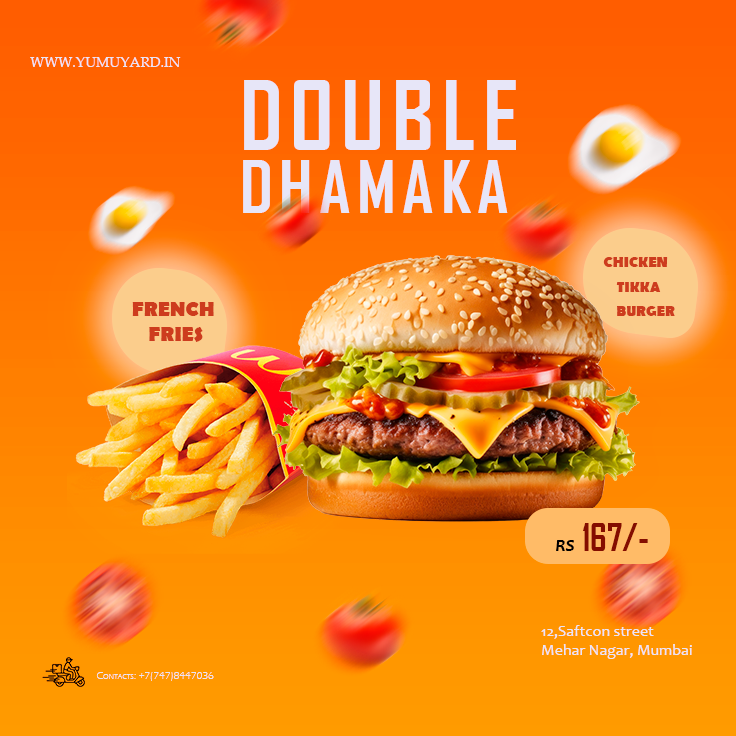 WWW.YUMUYARD.IN
DOUBLE
DHAMAKA
CHICKEN
TIKKA
BURGER
FRENCH
FRIES
RS 167/-
12,Saftcon street
Mehar Nagar, Mumbai
Contacts: +7(747)8447036